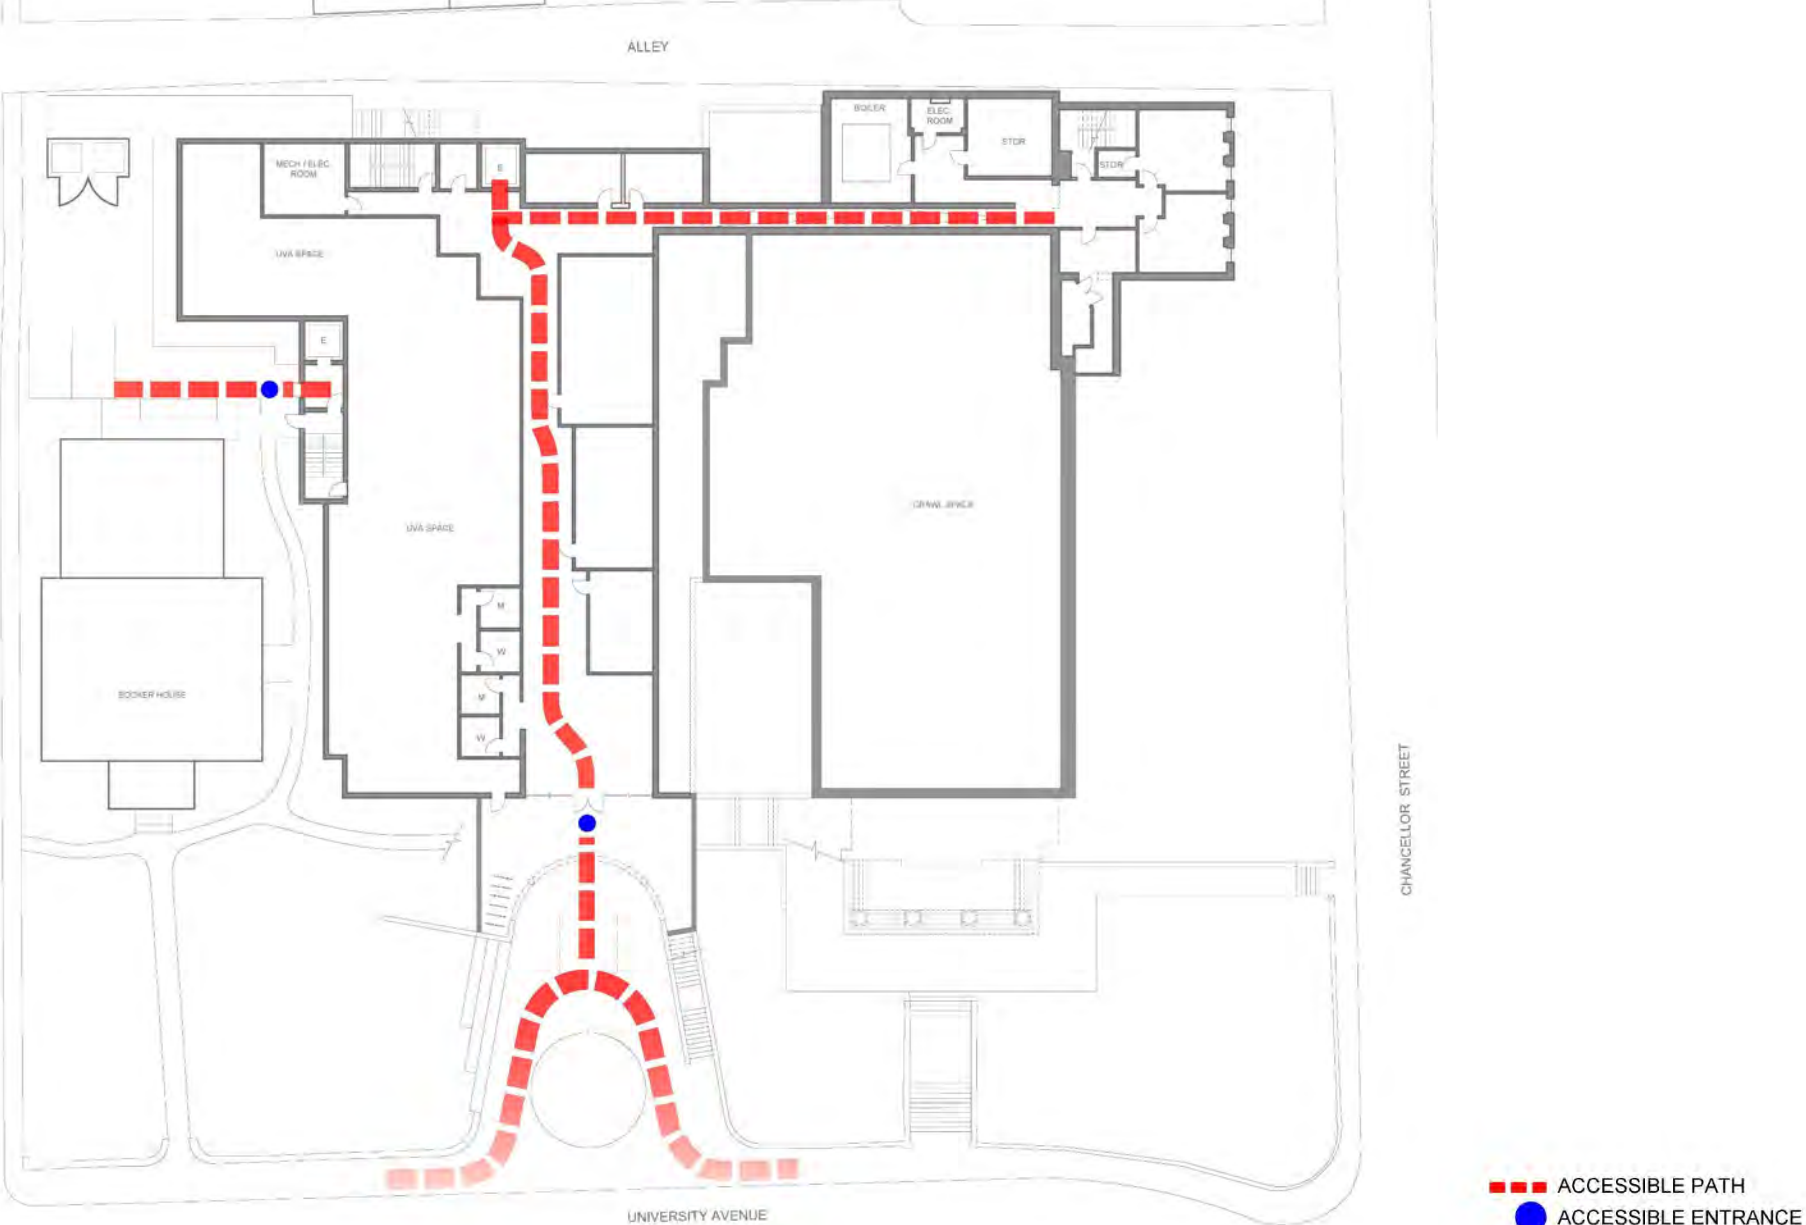 ALLEY
BOILER
ELEC.
ROOM
STOR
MECH / ELEC
ROOM
E
STOR
UVA SPACE
E
CRAWL SPACE
UVA SPACE
M
W
BOOKER HOUSE
M
W
CHANCELLOR STREET
ACCESSIBLE PATH
UNIVERSITY AVENUE
ACCESSIBLE ENTRANCE